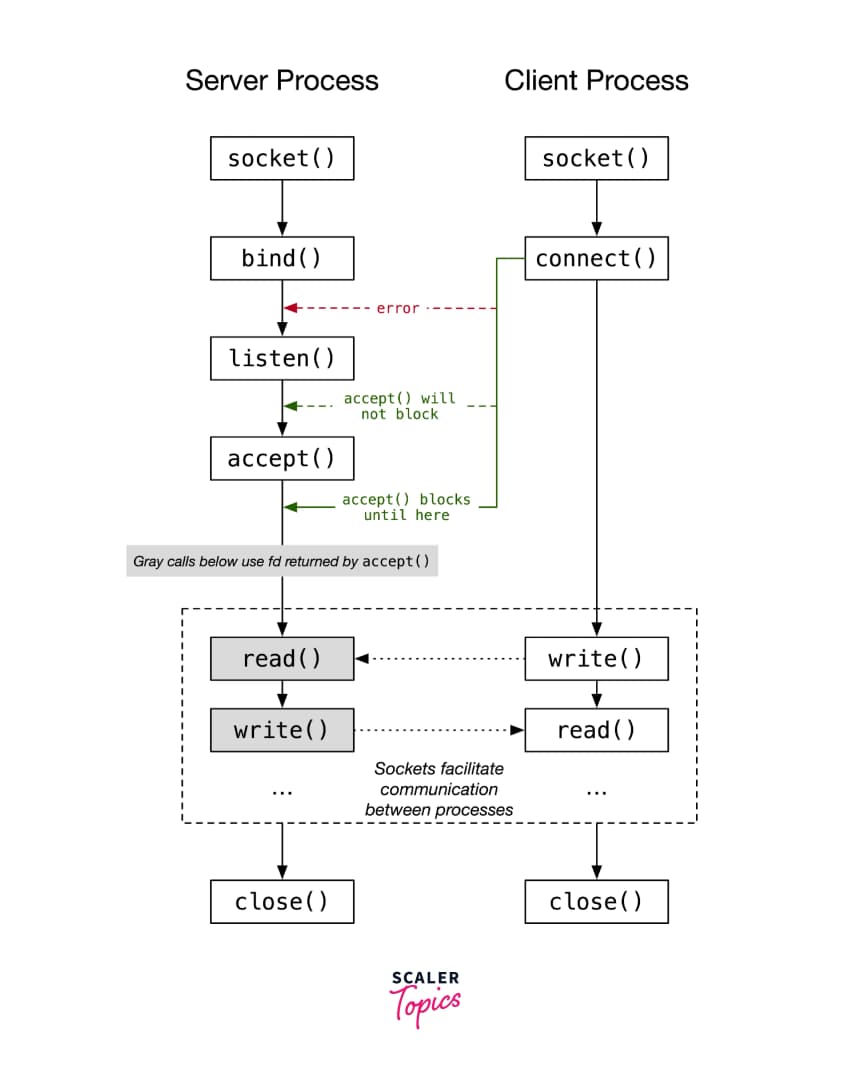 Server Process
Client Process
socket()
socket()
bind()
connect()
error
listen()
accept() will
not block
accept()
accept() blocks
until here
Gray calls below use fd returned by accept()
read()
write()
write()
read()
Sockets facilitate
communication
between processes
...
...
close()
close()
SCALER
Topics